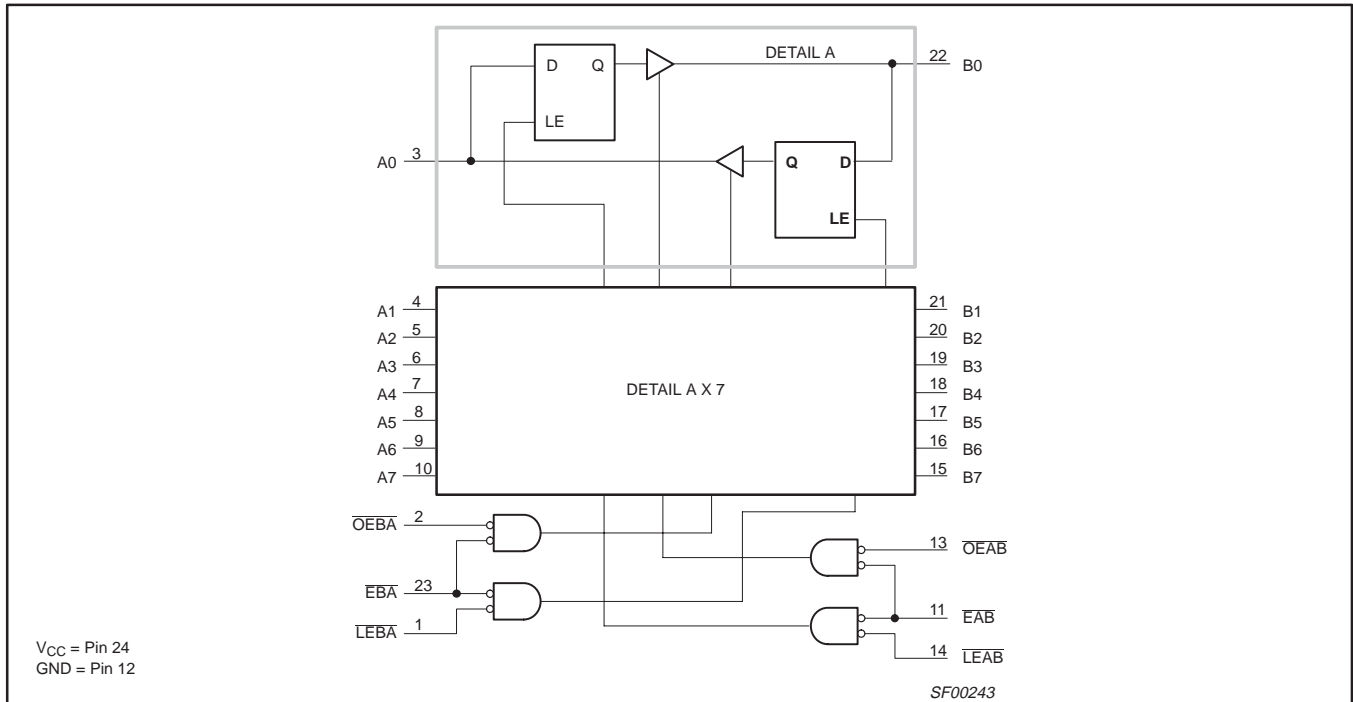 DETAIL A
D Q
LE
22 B0
A0 3
Q D
LE
A1 4
21 B1
A2 5
20 B2
A3 6
19 B3
A4 7
DETAIL A X 7
18 B4
A5 8
17 B5
A6 9
16 B6
A7 10
15 B7
OEBA 2
13 OEAB
EBA 23
11 EAB
LEBA 1
14 LEAB
VCC = Pin 24
GND = Pin 12
SF00243